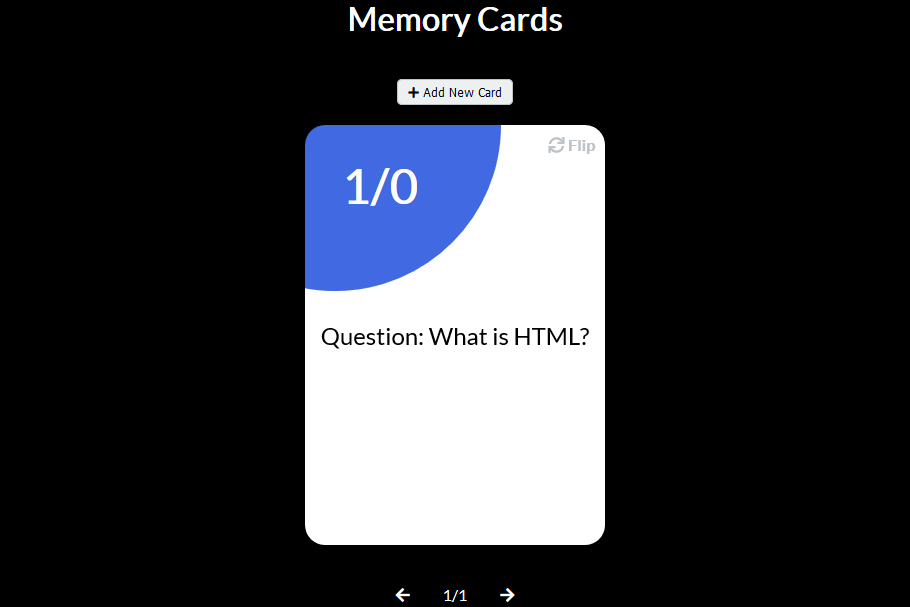 Memory Cards
Add New Card
Flip
1/0
Question: What is HTML?
1/1